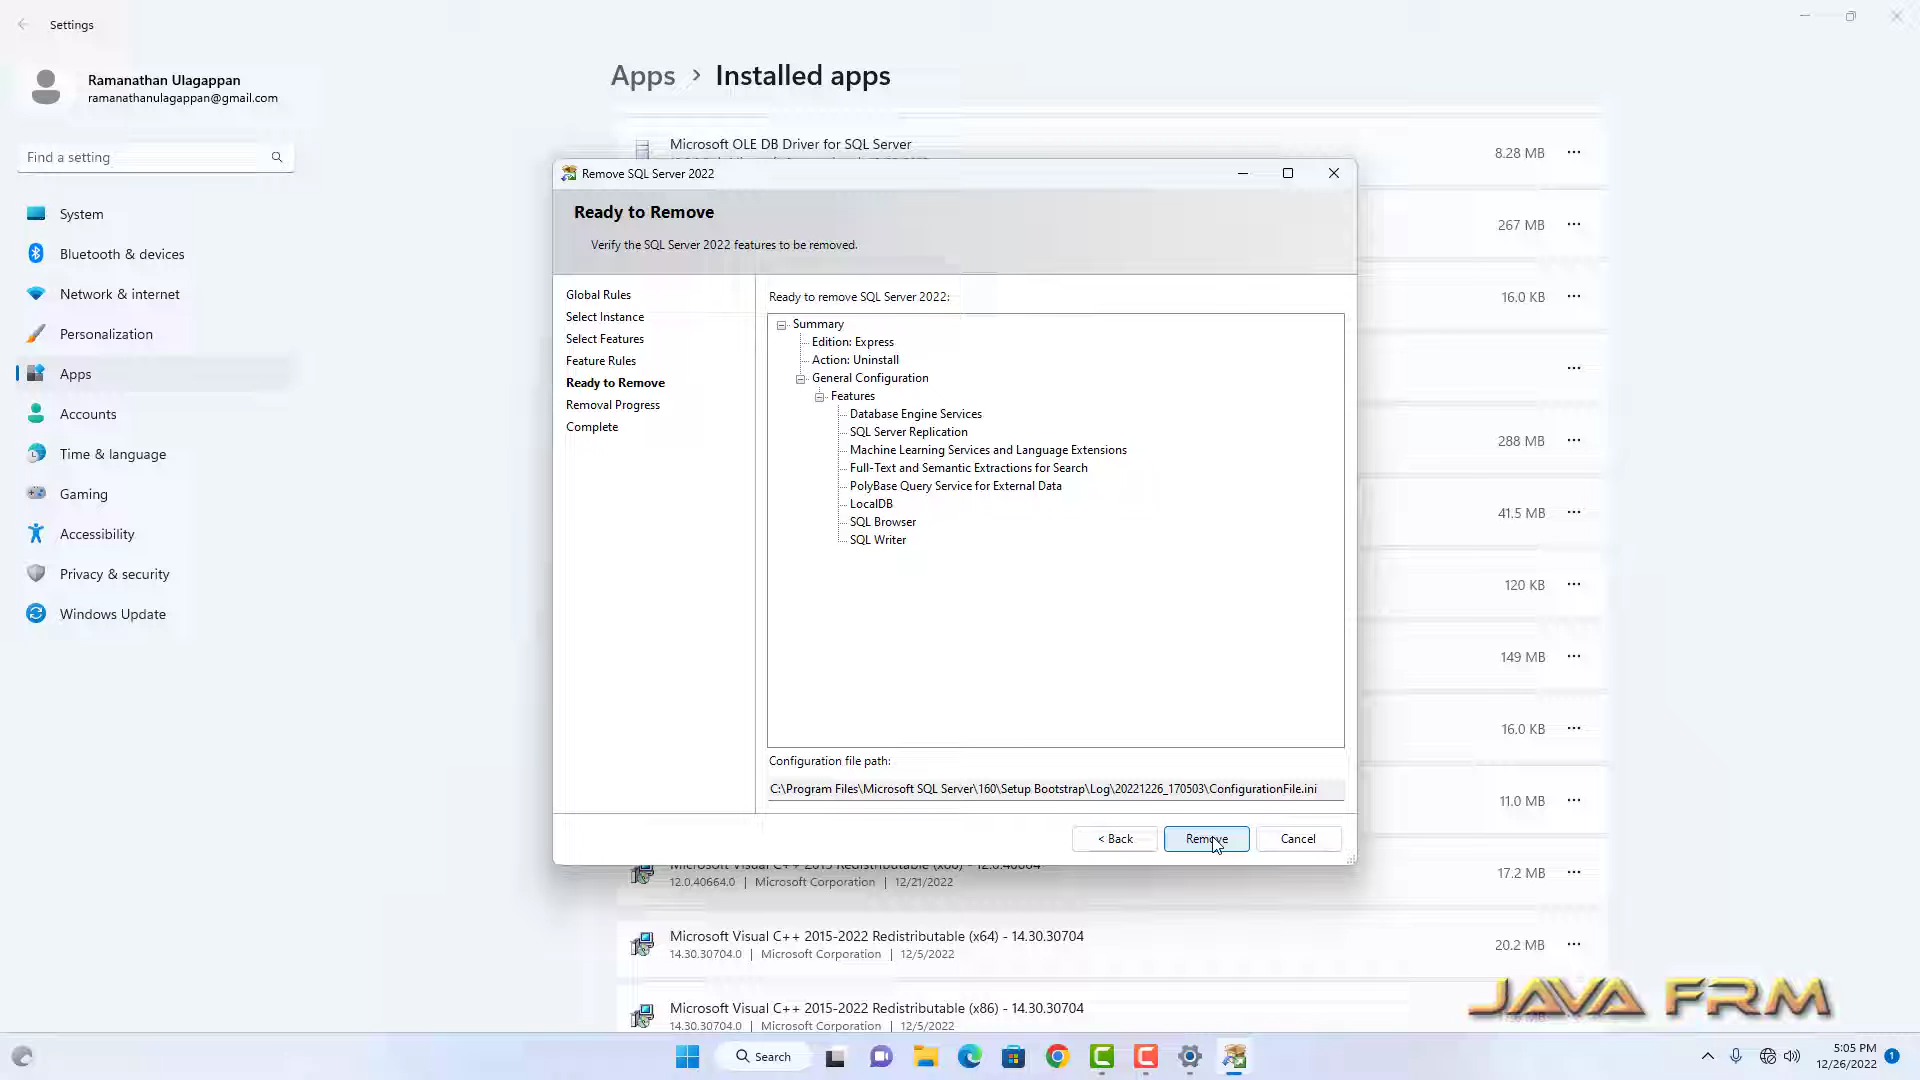 Settings
Ramanathan Ulagappan
ramanathanulagappan@gmail.com
Find a setting
System
Bluetooth & devices
Network & internet
Personalization
Apps
Accounts
Time & language
Gaming
Accessibility
Privacy & security
Windows Update
Apps > Installed apps
Microsoft OLE DB Driver for SQL Server
8.28 MB
267 MB
16.0 KB
288 MB
41.5 MB
120 KB
149 MB
16.0 KB
11.0 MB
17.2 MB
Remove SQL Server 2022
Ready to Remove
Verify the SQL Server 2022 features to be removed.
Global Rules
Select Instance
Select Features
Feature Rules
Ready to Remove
Removal Progress
Complete
Ready to remove SQL Server 2022:
Summary
Edition: Express
Action: Uninstall
General Configuration
Features
Database Engine Services
SQL Server Replication
Machine Learning Services and Language Extensions
Full-Text and Semantic Extractions for Search
PolyBase Query Service for External Data
LocalDB
SQL Browser
SQL Writer
Configuration file path:
C:\Program Files\Microsoft SQL Server\160\Setup Bootstrap\Log\20221226_170503\ConfigurationFile.ini
< Back
Remove
Cancel
12.0.40664.0 | Microsoft Corporation | 12/21/2022
Microsoft Visual C++ 2015-2022 Redistributable (x64) - 14.30.30704
14.30.30704.0 | Microsoft Corporation | 12/5/2022
20.2 MB
Microsoft Visual C++ 2015-2022 Redistributable (x86) - 14.30.30704
14.30.30704.0 | Microsoft Corporation | 12/5/2022
JAVA FRM
Search
5:05 PM
12/26/2022
1